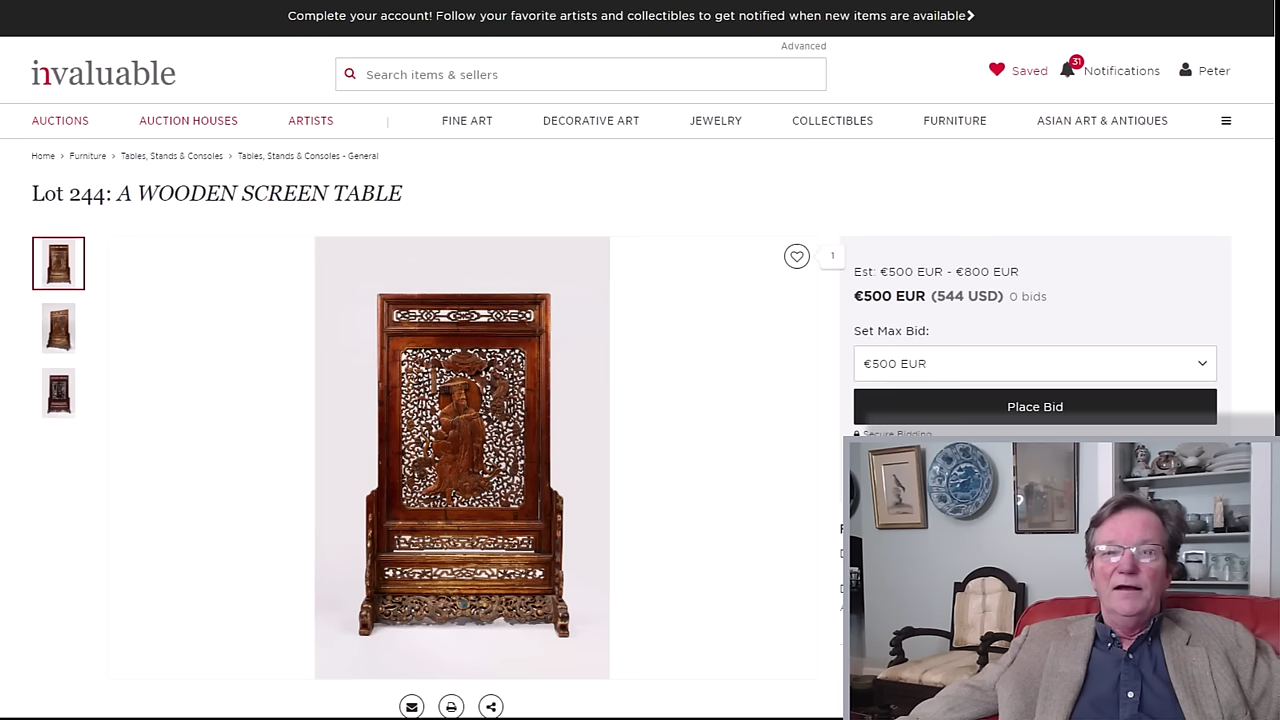 Complete your account! Follow your favorite artists and collectibles to get notified when new items are available
Advanced
invaluable
Search items & sellers
Saved
31
Notifications
Peter
AUCTIONS
AUCTION HOUSES
ARTISTS
FINE ART
DECORATIVE ART
JEWELRY
COLLECTIBLES
FURNITURE
ASIAN ART & ANTIQUES
Home > Furniture > Tables, Stands & Consoles > Tables, Stands & Consoles - General
Lot 244: A WOODEN SCREEN TABLE
1
Est: €500 EUR - €800 EUR
€500 EUR (544 USD) 0 bids
Set Max Bid:
€500 EUR
Place Bid
Secure Bidding